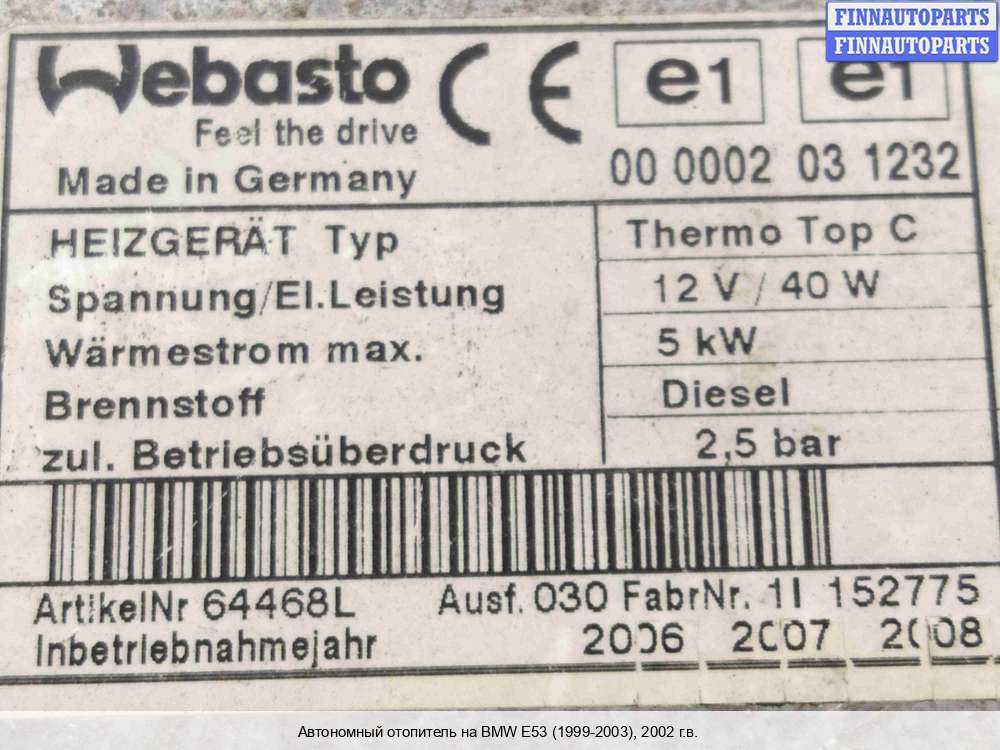 FINNAUTOPARTS
FINNAUTOPARTS
Webasto
Feel the drive
Made in Germany
CE e1 e1
00 0002 03 1232
HEIZGERÄT Typ Thermo Top C
Spannung/El.Leistung 12 V / 40 W
Wärmestrom max. 5 kW
Brennstoff Diesel
zul. Betriebsüberdruck 2,5 bar
ArtikelNr 64468L Ausf. 030 FabrNr. 1I 152775
Inbetriebnahmejahr 2006 2007 2008
Автономный отопитель на BMW E53 (1999-2003), 2002 г.в.